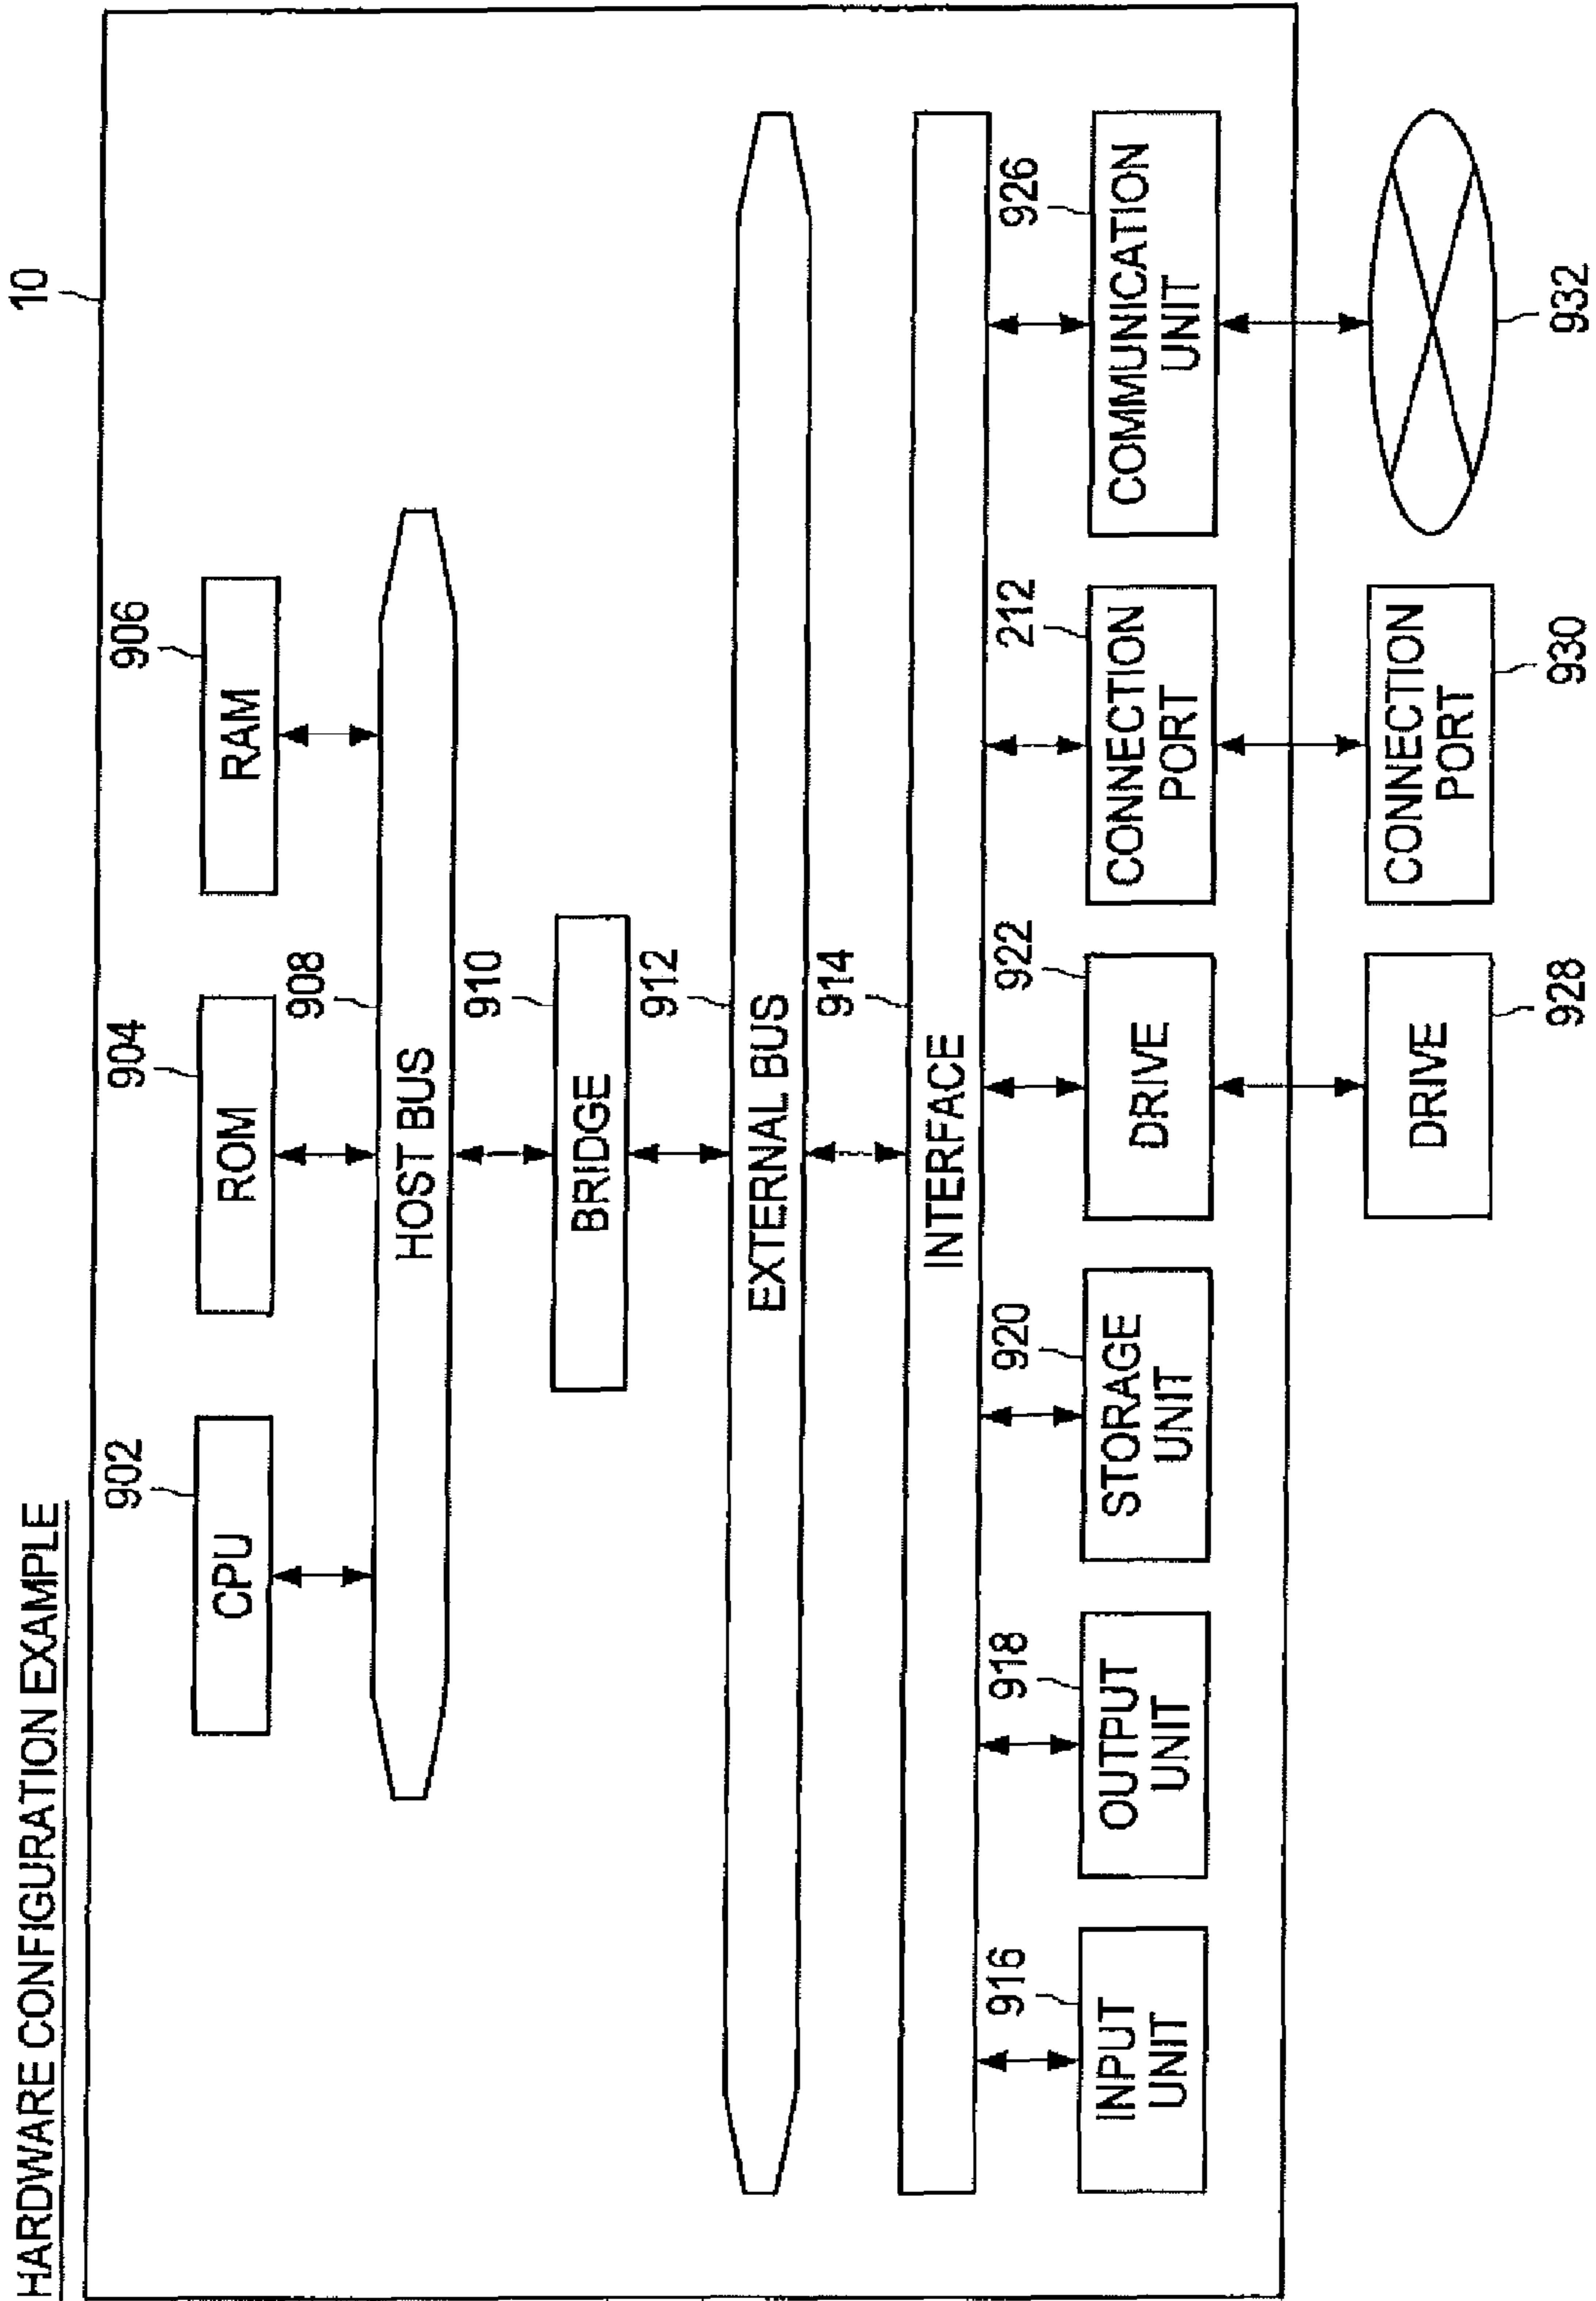 HARDWARE CONFIGURATION EXAMPLE
10
902
904
906
CPU
ROM
RAM
908
HOST BUS
910
BRIDGE
912
EXTERNAL BUS
914
INTERFACE
916
918
920
922
212
926
INPUT
UNIT
OUTPUT
UNIT
STORAGE
UNIT
DRIVE
CONNECTION
PORT
COMMUNICATION
UNIT
DRIVE
CONNECTION
PORT
928
930
932